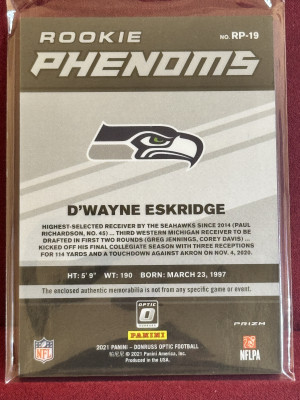 ROOKIE
NO. RP-19
PHENOMS
D'WAYNE ESKRIDGE
HIGHEST-SELECTED RECEIVER BY THE SEAHAWKS SINCE 2014 (PAUL
RICHARDSON, NO. 45) ... THIRD WESTERN MICHIGAN RECEIVER TO BE
DRAFTED IN FIRST TWO ROUNDS (GREG JENNINGS, COREY DAVIS) ...
KICKED OFF HIS FINAL COLLEGIATE SEASON WITH THREE RECEPTIONS
FOR 114 YARDS AND A TOUCHDOWN AGAINST AKRON ON NOV. 4, 2020.
HT: 5' 9" WT: 190 BORN: MARCH 23, 1997
The enclosed authentic memorabilia is not from any specific game or event.
OPTIC
DONRUSS
PANINI
PRIZM
NFL
2021 PANINI - DONRUSS OPTIC FOOTBALL
© 2021 Panini America, Inc.
Produced in the USA.
NFLPA